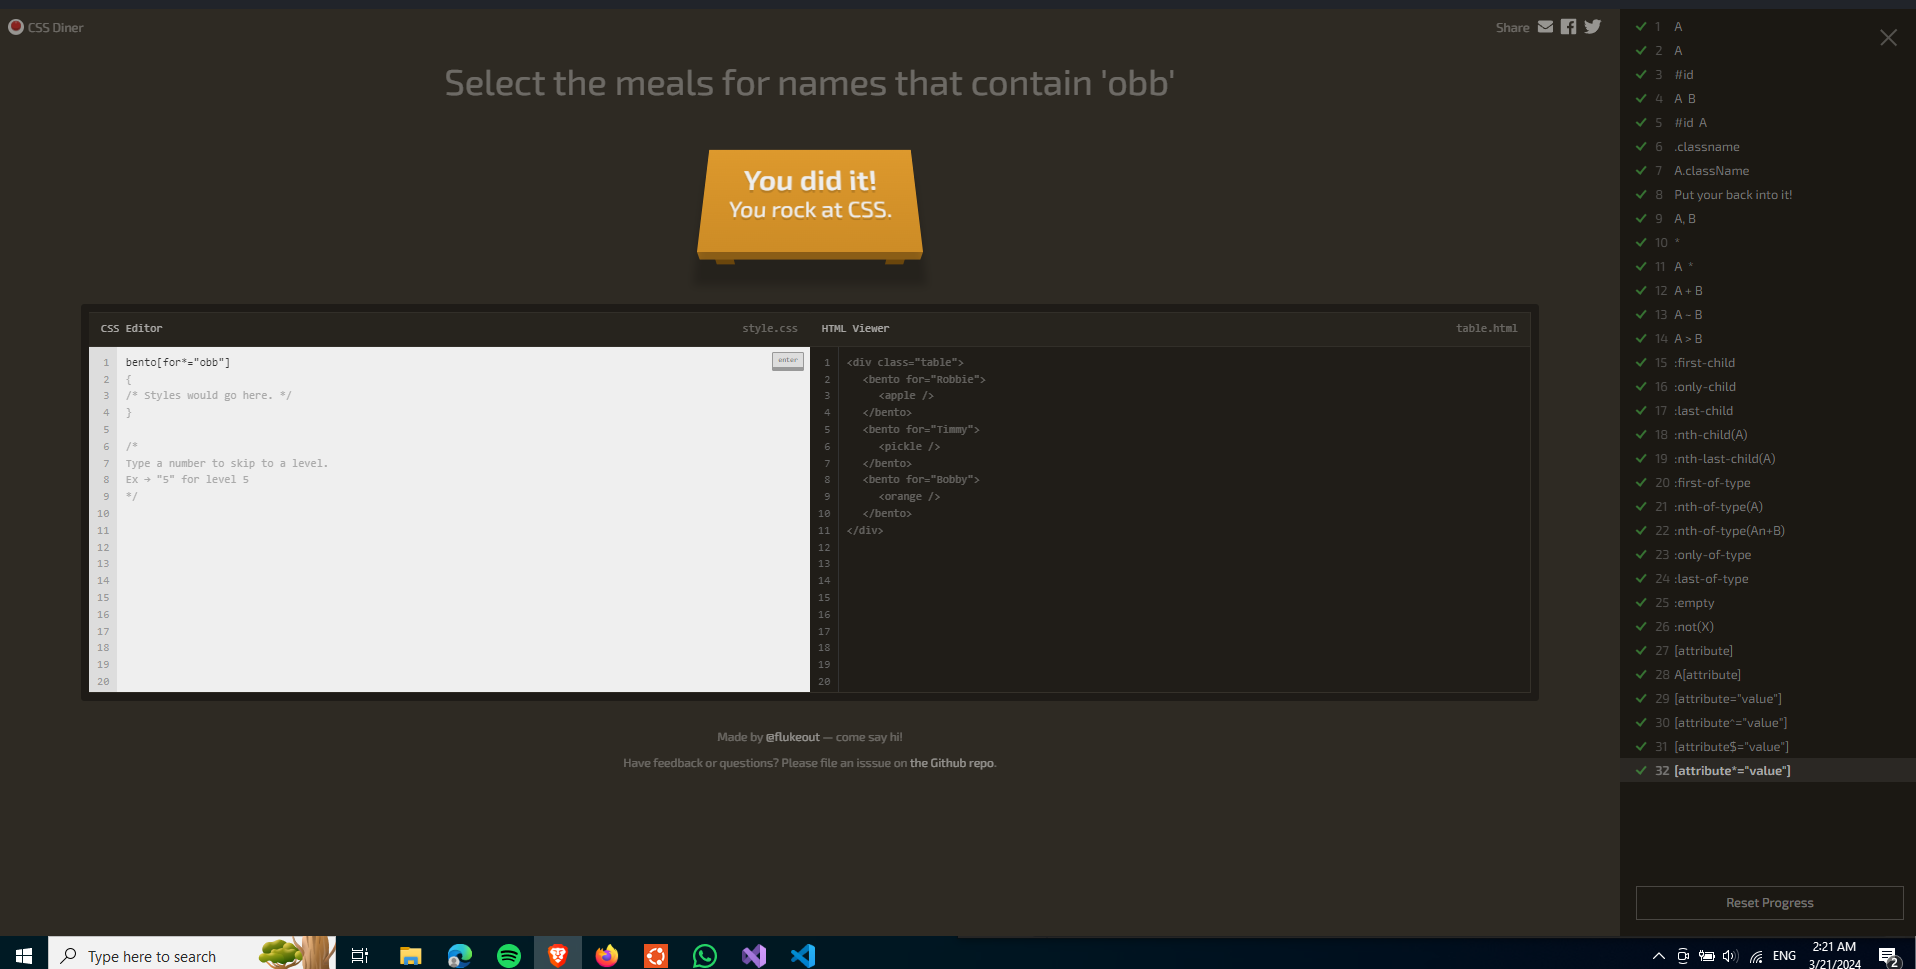 CSS Diner
Share
Select the meals for names that contain 'obb'
You did it!
You rock at CSS.
CSS Editor
style.css
1 bento[for*="obb"]
enter
2 {
3 /* Styles would go here. */
4 }
5
6 /*
7 Type a number to skip to a level.
8 Ex → "5" for level 5
9 */
10
11
12
13
14
15
16
17
18
19
20
HTML Viewer
table.html
1 <div class="table">
2 <bento for="Robbie">
3 <apple />
4 </bento>
5 <bento for="Timmy">
6 <pickle />
7 </bento>
8 <bento for="Bobby">
9 <orange />
10 </bento>
11 </div>
12
13
14
15
16
17
18
19
20
Made by @flukeout — come say hi!
Have feedback or questions? Please file an isssue on the Github repo.
1 A
2 A
3 #id
4 A B
5 #id A
6 .classname
7 A.className
8 Put your back into it!
9 A, B
10 *
11 A *
12 A + B
13 A ~ B
14 A > B
15 :first-child
16 :only-child
17 :last-child
18 :nth-child(A)
19 :nth-last-child(A)
20 :first-of-type
21 :nth-of-type(A)
22 :nth-of-type(An+B)
23 :only-of-type
24 :last-of-type
25 :empty
26 :not(X)
27 [attribute]
28 A[attribute]
29 [attribute="value"]
30 [attribute^="value"]
31 [attribute$="value"]
32 [attribute*="value"]
Reset Progress
Type here to search
ENG
2:21 AM
3/21/2024
2